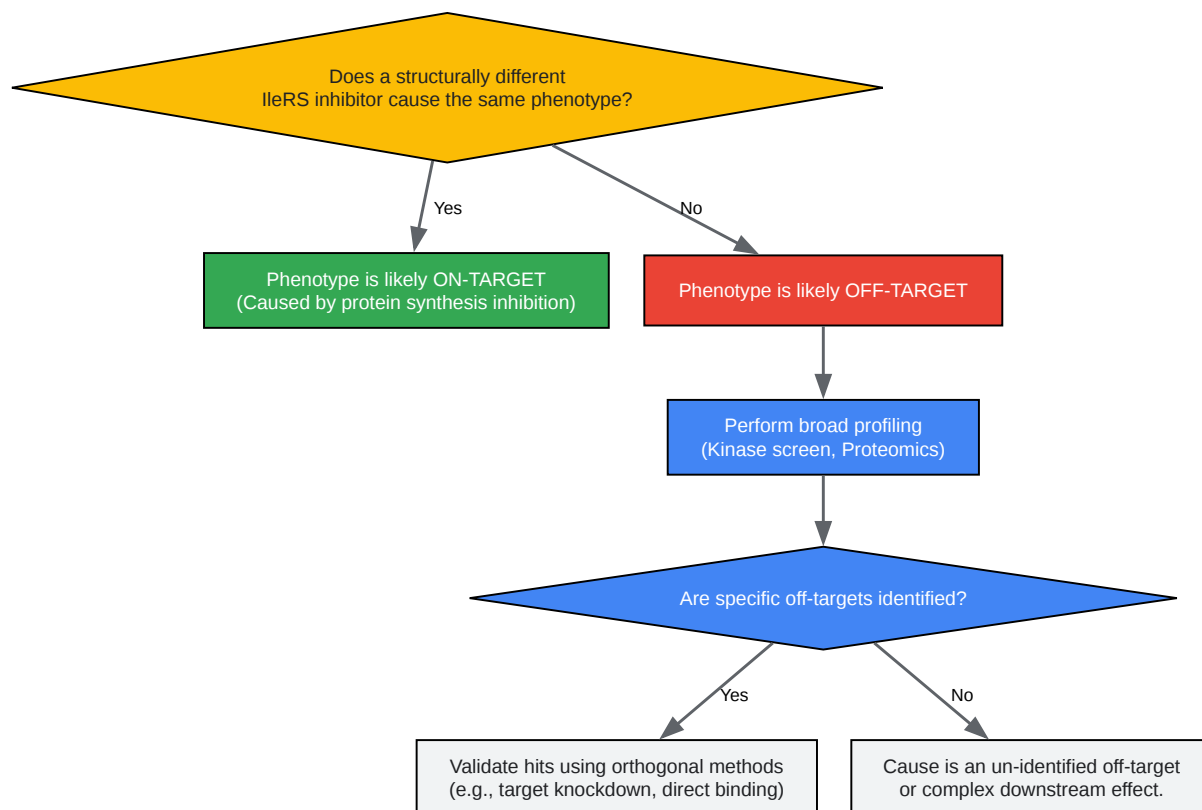 Does a structurally different
IleRS inhibitor cause the same phenotype?
Yes
No
Phenotype is likely ON-TARGET
(Caused by protein synthesis inhibition)
Phenotype is likely OFF-TARGET
Perform broad profiling
(Kinase screen, Proteomics)
Are specific off-targets identified?
Yes
No
Validate hits using orthogonal methods
(e.g., target knockdown, direct binding)
Cause is an un-identified off-target
or complex downstream effect.